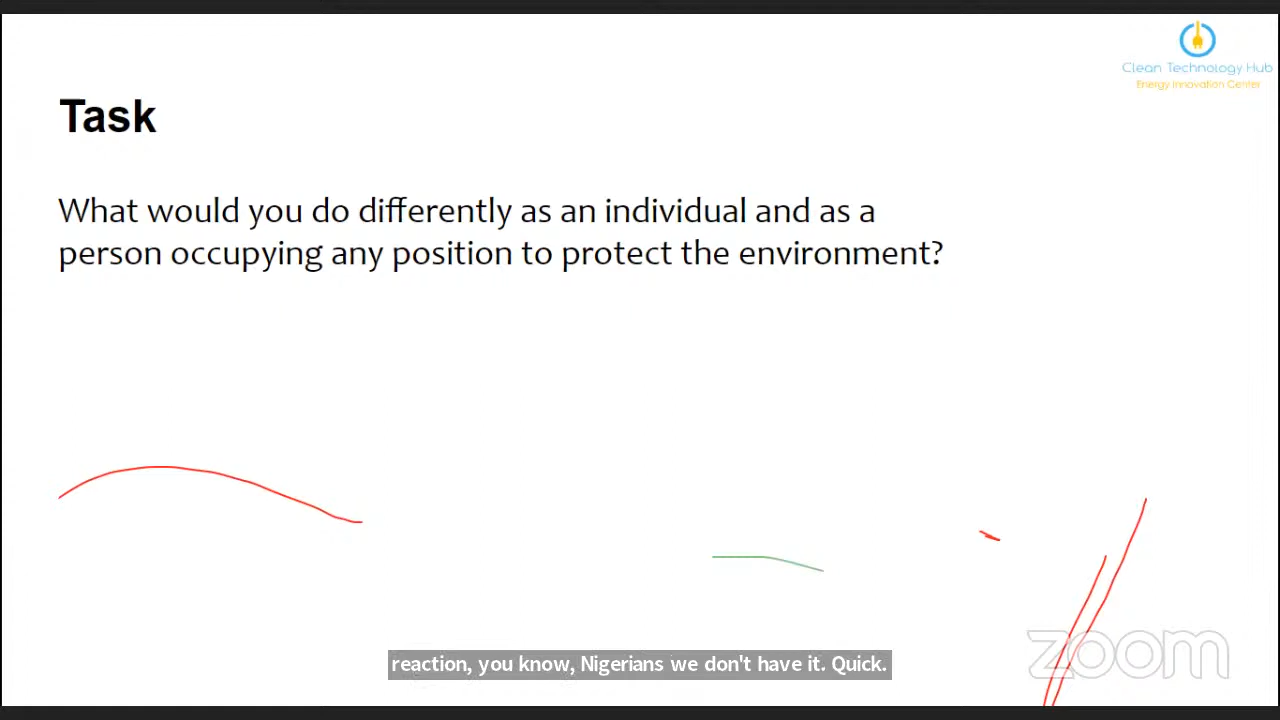 Clean Technology Hub
Energy Innovation Center
Task
What would you do differently as an individual and as a
person occupying any position to protect the environment?
zoom
reaction, you know, Nigerians we don't have it. Quick.